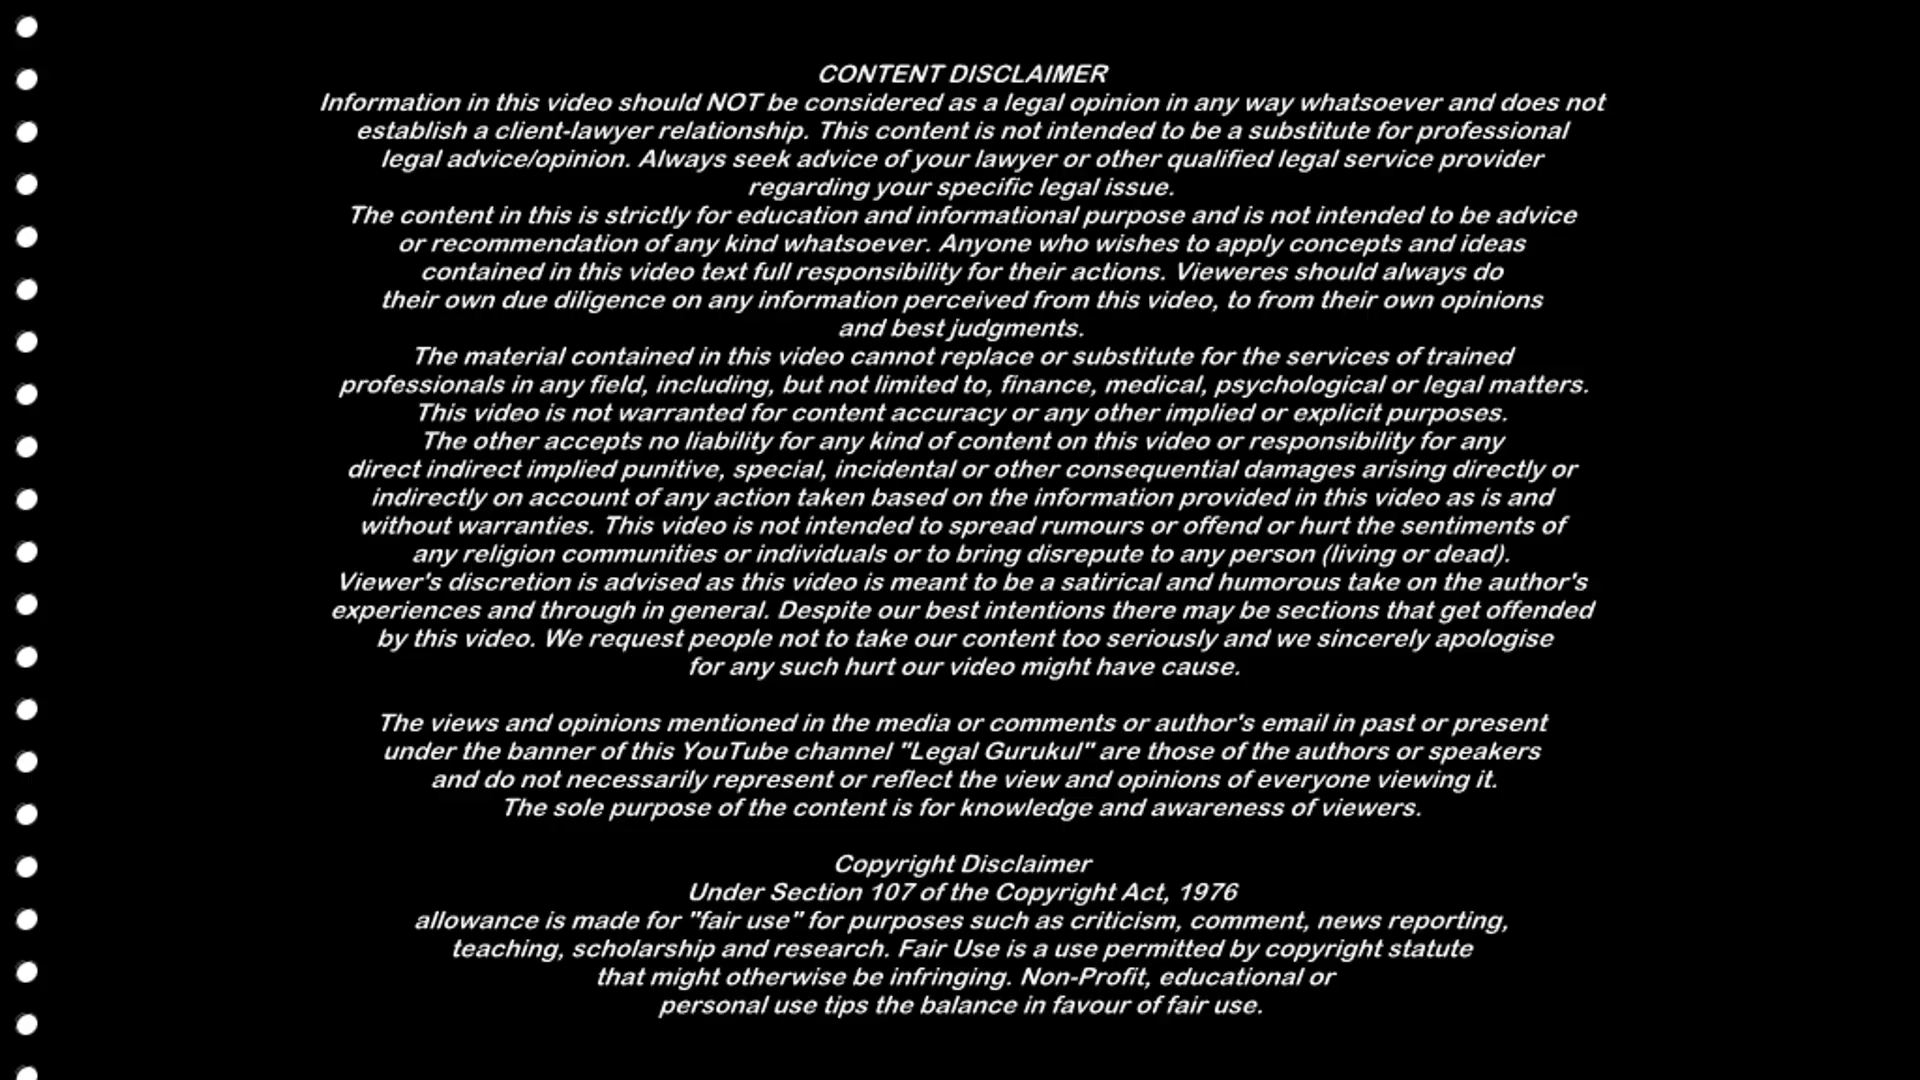 CONTENT DISCLAIMER
Information in this video should NOT be considered as a legal opinion in any way whatsoever and does not
establish a client-lawyer relationship. This content is not intended to be a substitute for professional
legal advice/opinion. Always seek advice of your lawyer or other qualified legal service provider
regarding your specific legal issue.
The content in this is strictly for education and informational purpose and is not intended to be advice
or recommendation of any kind whatsoever. Anyone who wishes to apply concepts and ideas
contained in this video text full responsibility for their actions. Vieweres should always do
their own due diligence on any information perceived from this video, to from their own opinions
and best judgments.
The material contained in this video cannot replace or substitute for the services of trained
professionals in any field, including, but not limited to, finance, medical, psychological or legal matters.
This video is not warranted for content accuracy or any other implied or explicit purposes.
The other accepts no liability for any kind of content on this video or responsibility for any
direct indirect implied punitive, special, incidental or other consequential damages arising directly or
indirectly on account of any action taken based on the information provided in this video as is and
without warranties. This video is not intended to spread rumours or offend or hurt the sentiments of
any religion communities or individuals or to bring disrepute to any person (living or dead).
Viewer's discretion is advised as this video is meant to be a satirical and humorous take on the author's
experiences and through in general. Despite our best intentions there may be sections that get offended
by this video. We request people not to take our content too seriously and we sincerely apologise
for any such hurt our video might have cause.
The views and opinions mentioned in the media or comments or author's email in past or present
under the banner of this YouTube channel "Legal Gurukul" are those of the authors or speakers
and do not necessarily represent or reflect the view and opinions of everyone viewing it.
The sole purpose of the content is for knowledge and awareness of viewers.
Copyright Disclaimer
Under Section 107 of the Copyright Act, 1976
allowance is made for "fair use" for purposes such as criticism, comment, news reporting,
teaching, scholarship and research. Fair Use is a use permitted by copyright statute
that might otherwise be infringing. Non-Profit, educational or
personal use tips the balance in favour of fair use.